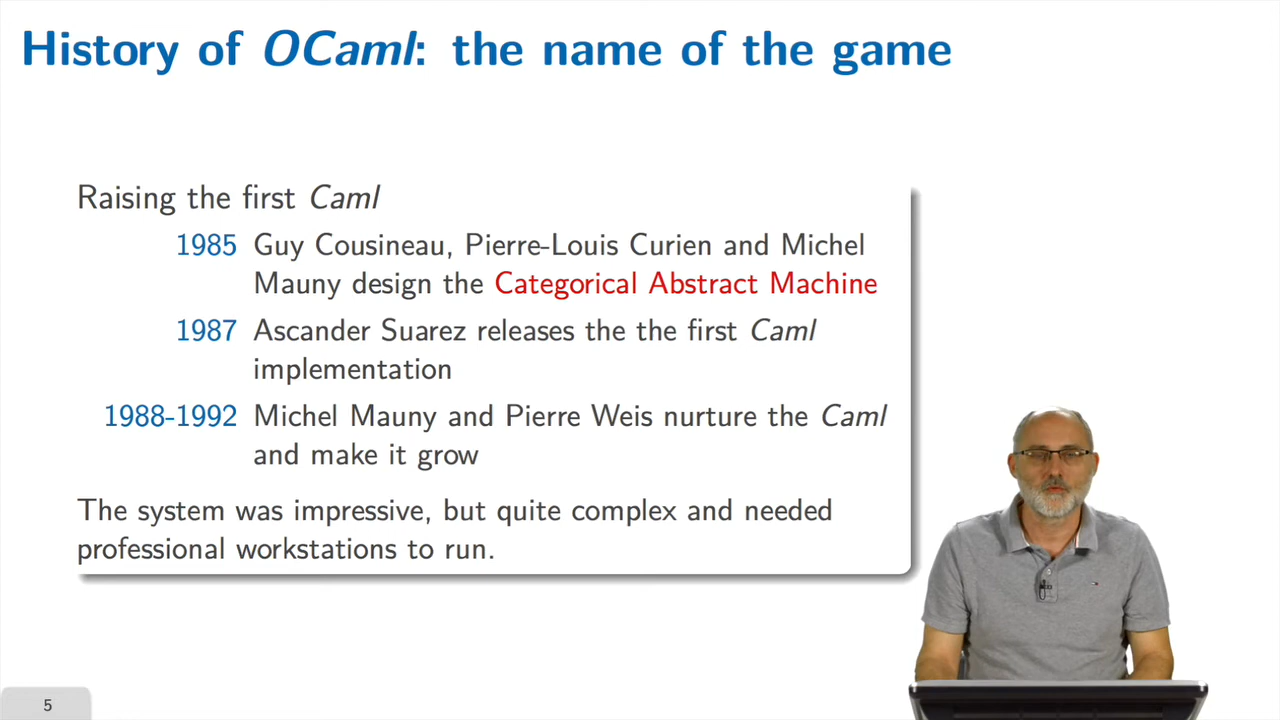 History of OCaml: the name of the game
Raising the first Caml
1985 Guy Cousineau, Pierre-Louis Curien and Michel
Mauny design the Categorical Abstract Machine
1987 Ascander Suarez releases the the first Caml
implementation
1988-1992 Michel Mauny and Pierre Weis nurture the Caml
and make it grow
The system was impressive, but quite complex and needed
professional workstations to run.
5